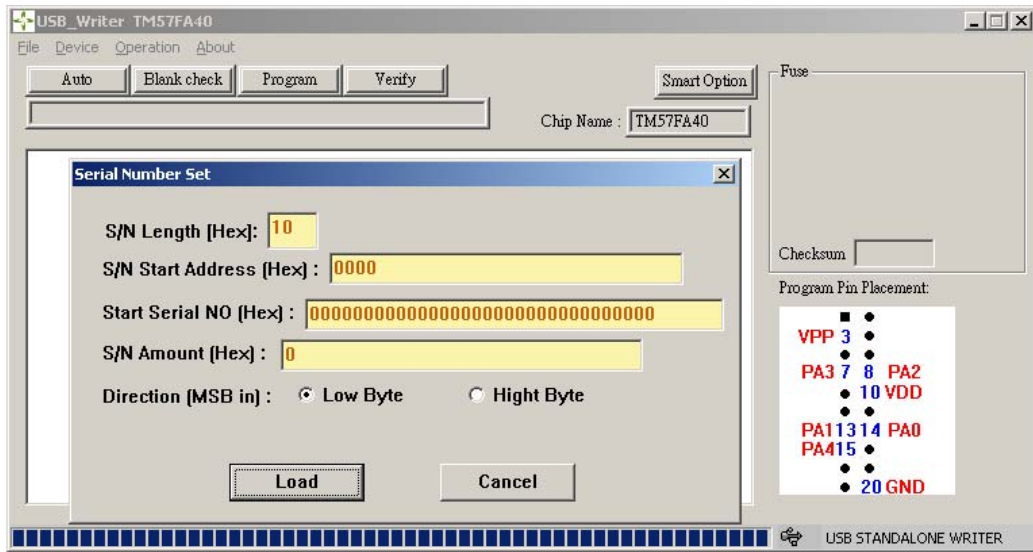 USB_Writer TM57FA40
File Device Operation About
Auto Blank check Program Verify Smart Option
Chip Name : TM57FA40
Fuse
Checksum
Serial Number Set
S/N Length (Hex): 10
S/N Start Address (Hex) : 0000
Start Serial NO (Hex) : 00000000000000000000000000000000
S/N Amount (Hex) : 0
Direction (MSB in) : Low Byte Hight Byte
Load Cancel
Program Pin Placement:
VPP 3
PA3 7 8 PA2
10 VDD
PA1 13 14 PA0
PA4 15
20 GND
USB STANDALONE WRITER